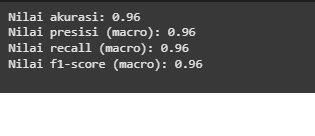 Nilai akurasi: 0.96
Nilai presisi (macro): 0.96
Nilai recall (macro): 0.96
Nilai f1-score (macro): 0.96